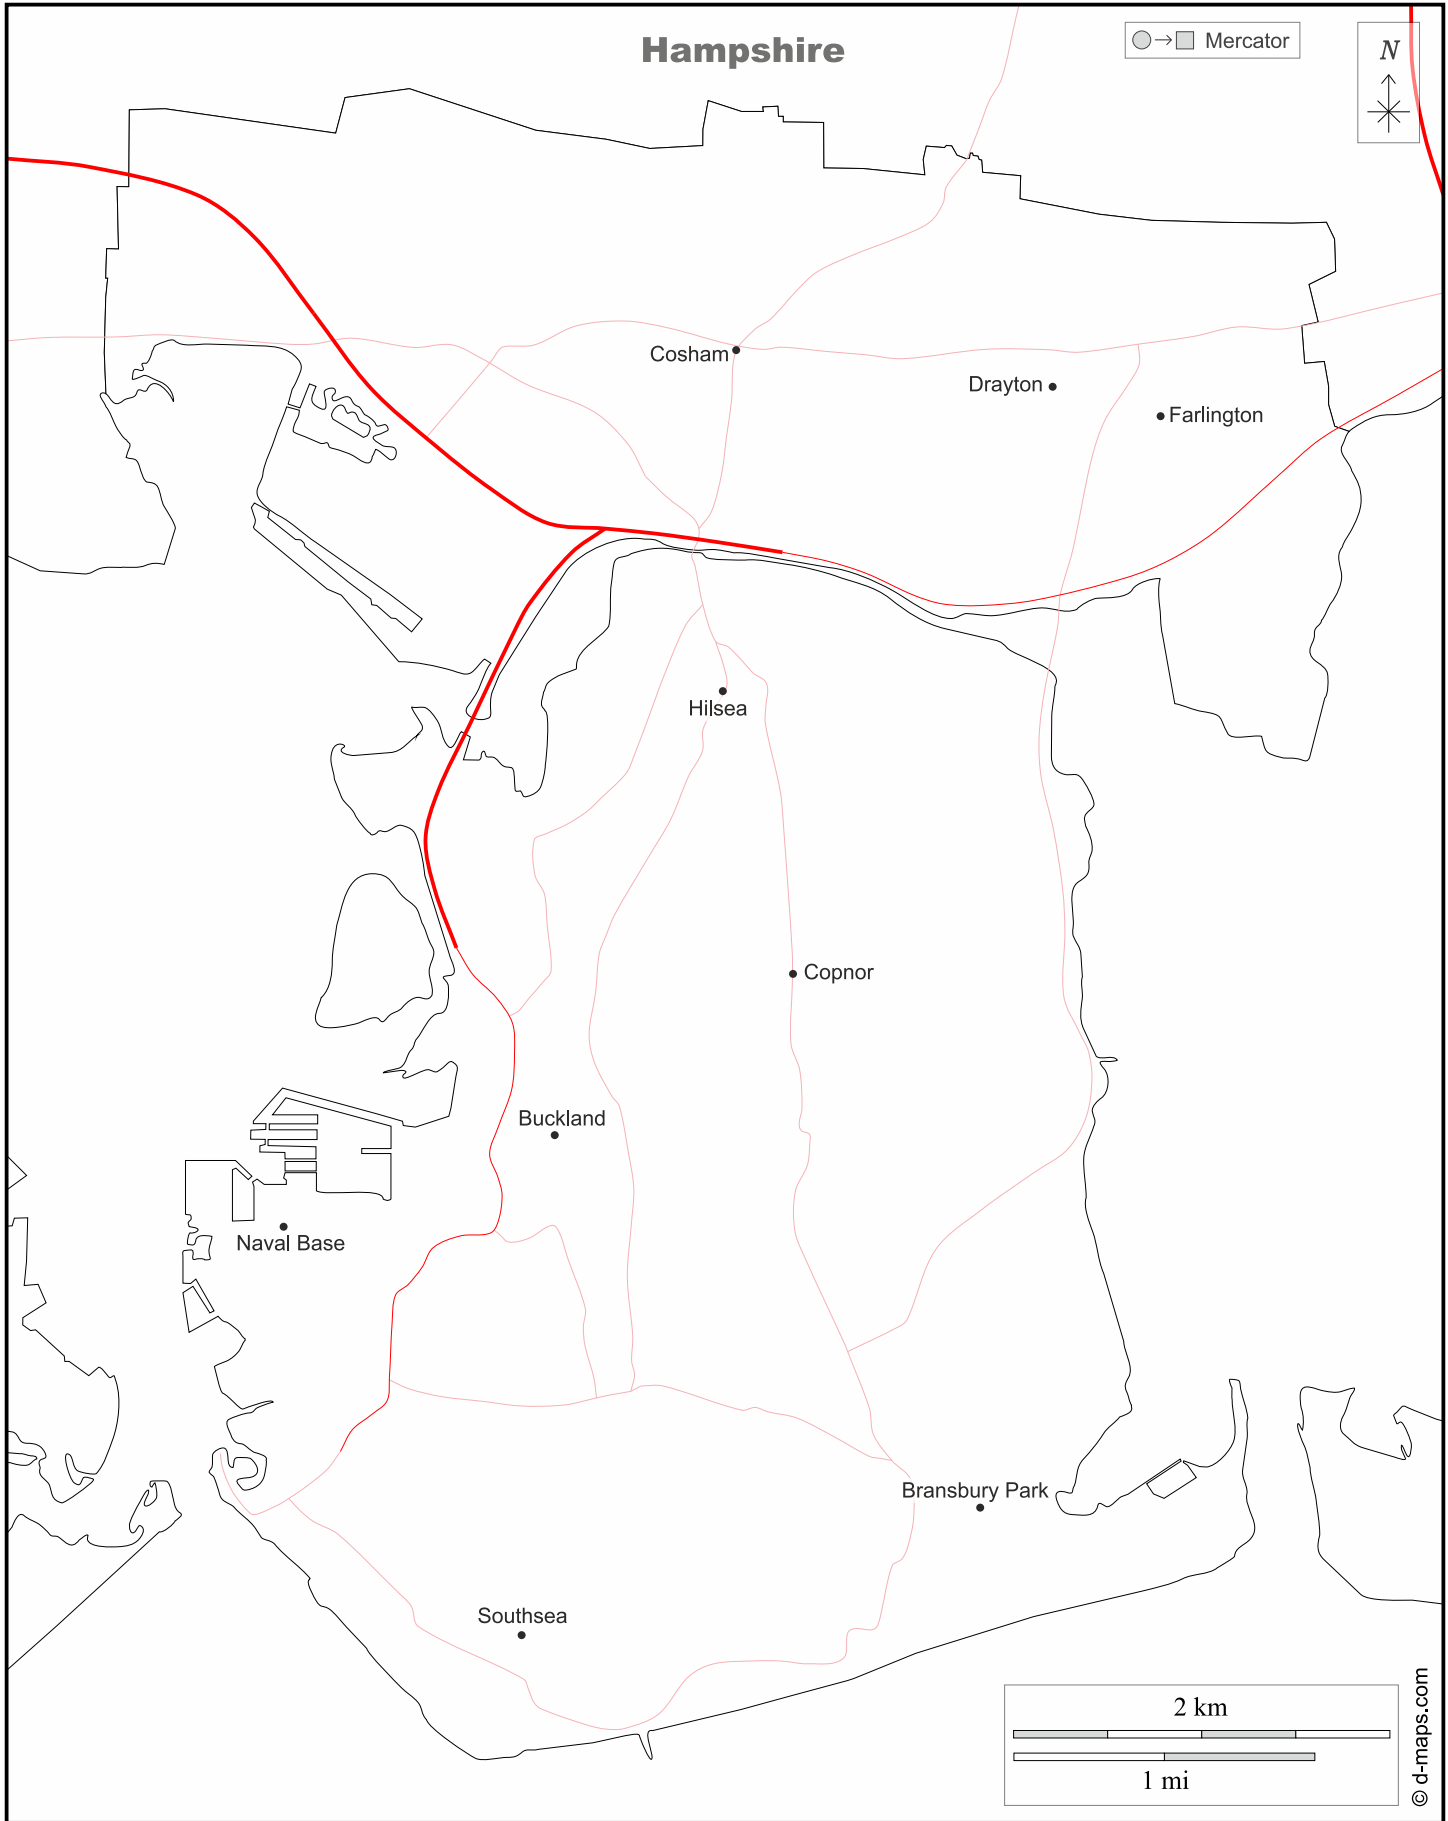 Hampshire
Mercator
N
Cosham
Drayton
Farlington
Hilsea
Copnor
Buckland
Naval Base
Bransbury Park
Southsea
2 km
1 mi
© d-maps.com